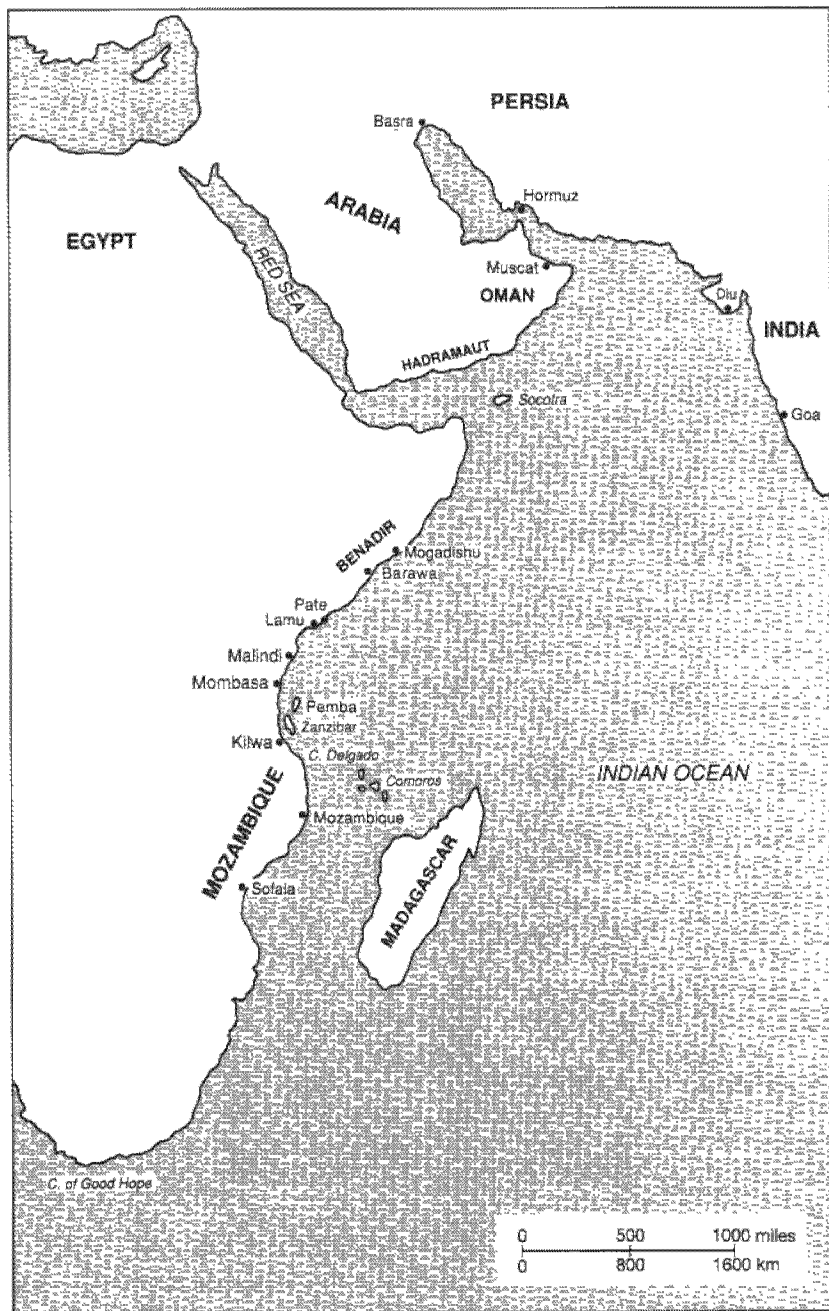 PERSIA
Basra
ARABIA
Hormuz
EGYPT
RED SEA
Muscat
OMAN
Diu
INDIA
HADRAMAUT
Socotra
Goa
BENADIR
Mogadishu
Barawa
Pate
Lamu
Malindi
Mombasa
Pemba
Zanzibar
Kilwa
C. Delgado
Comoros
INDIAN OCEAN
MOZAMBIQUE
Mozambique
MADAGASCAR
Sofala
C. of Good Hope
0 500 1000 miles
0 800 1600 km